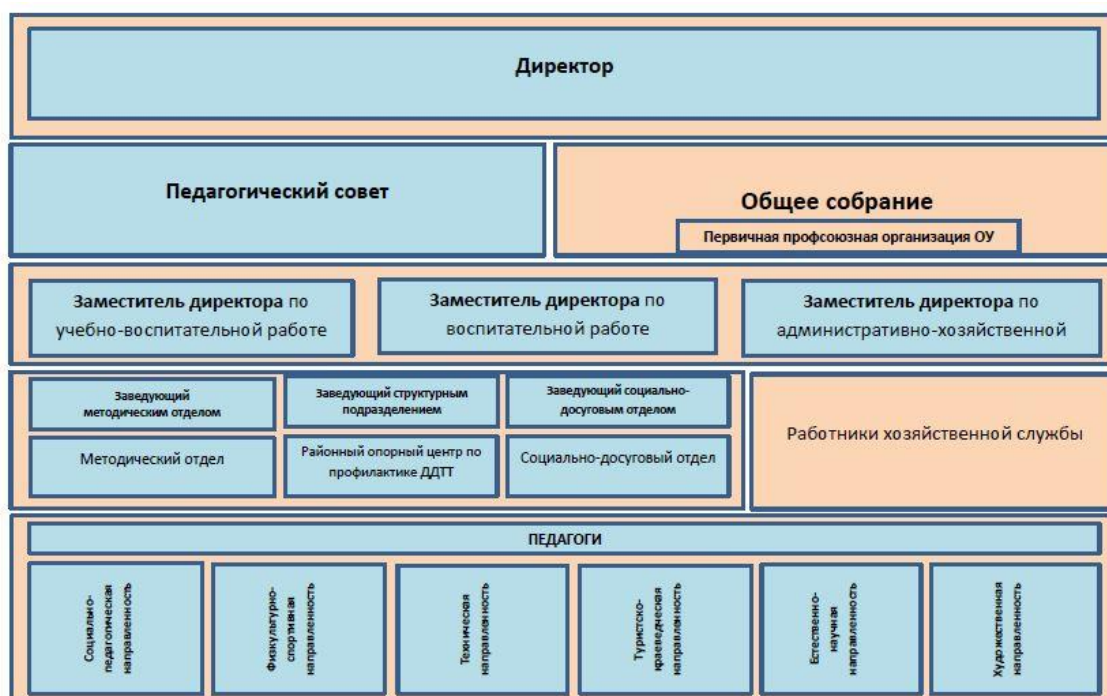 Директор
Педагогический совет
Общее собрание
Первичная профсоюзная организация ОУ
Заместитель директора по
учебно-воспитательной работе
Заместитель директора по
воспитательной работе
Заместитель директора по
административно-хозяйственной
Заведующий
методическим отделом
Заведующий структурным
подразделением
Заведующий социально-
досуговым отделом
Методический отдел
Районный опорный центр по
профилактике ДДТТ
Социально-досуговый отдел
Работники хозяйственной службы
ПЕДАГОГИ
Социально-
педагогическая
направленность
Физкультурно-
спортивная
направленность
Техническая
направленность
Туристско-
краеведческая
направленность
Естественно-
научная
направленность
Художественная
направленность